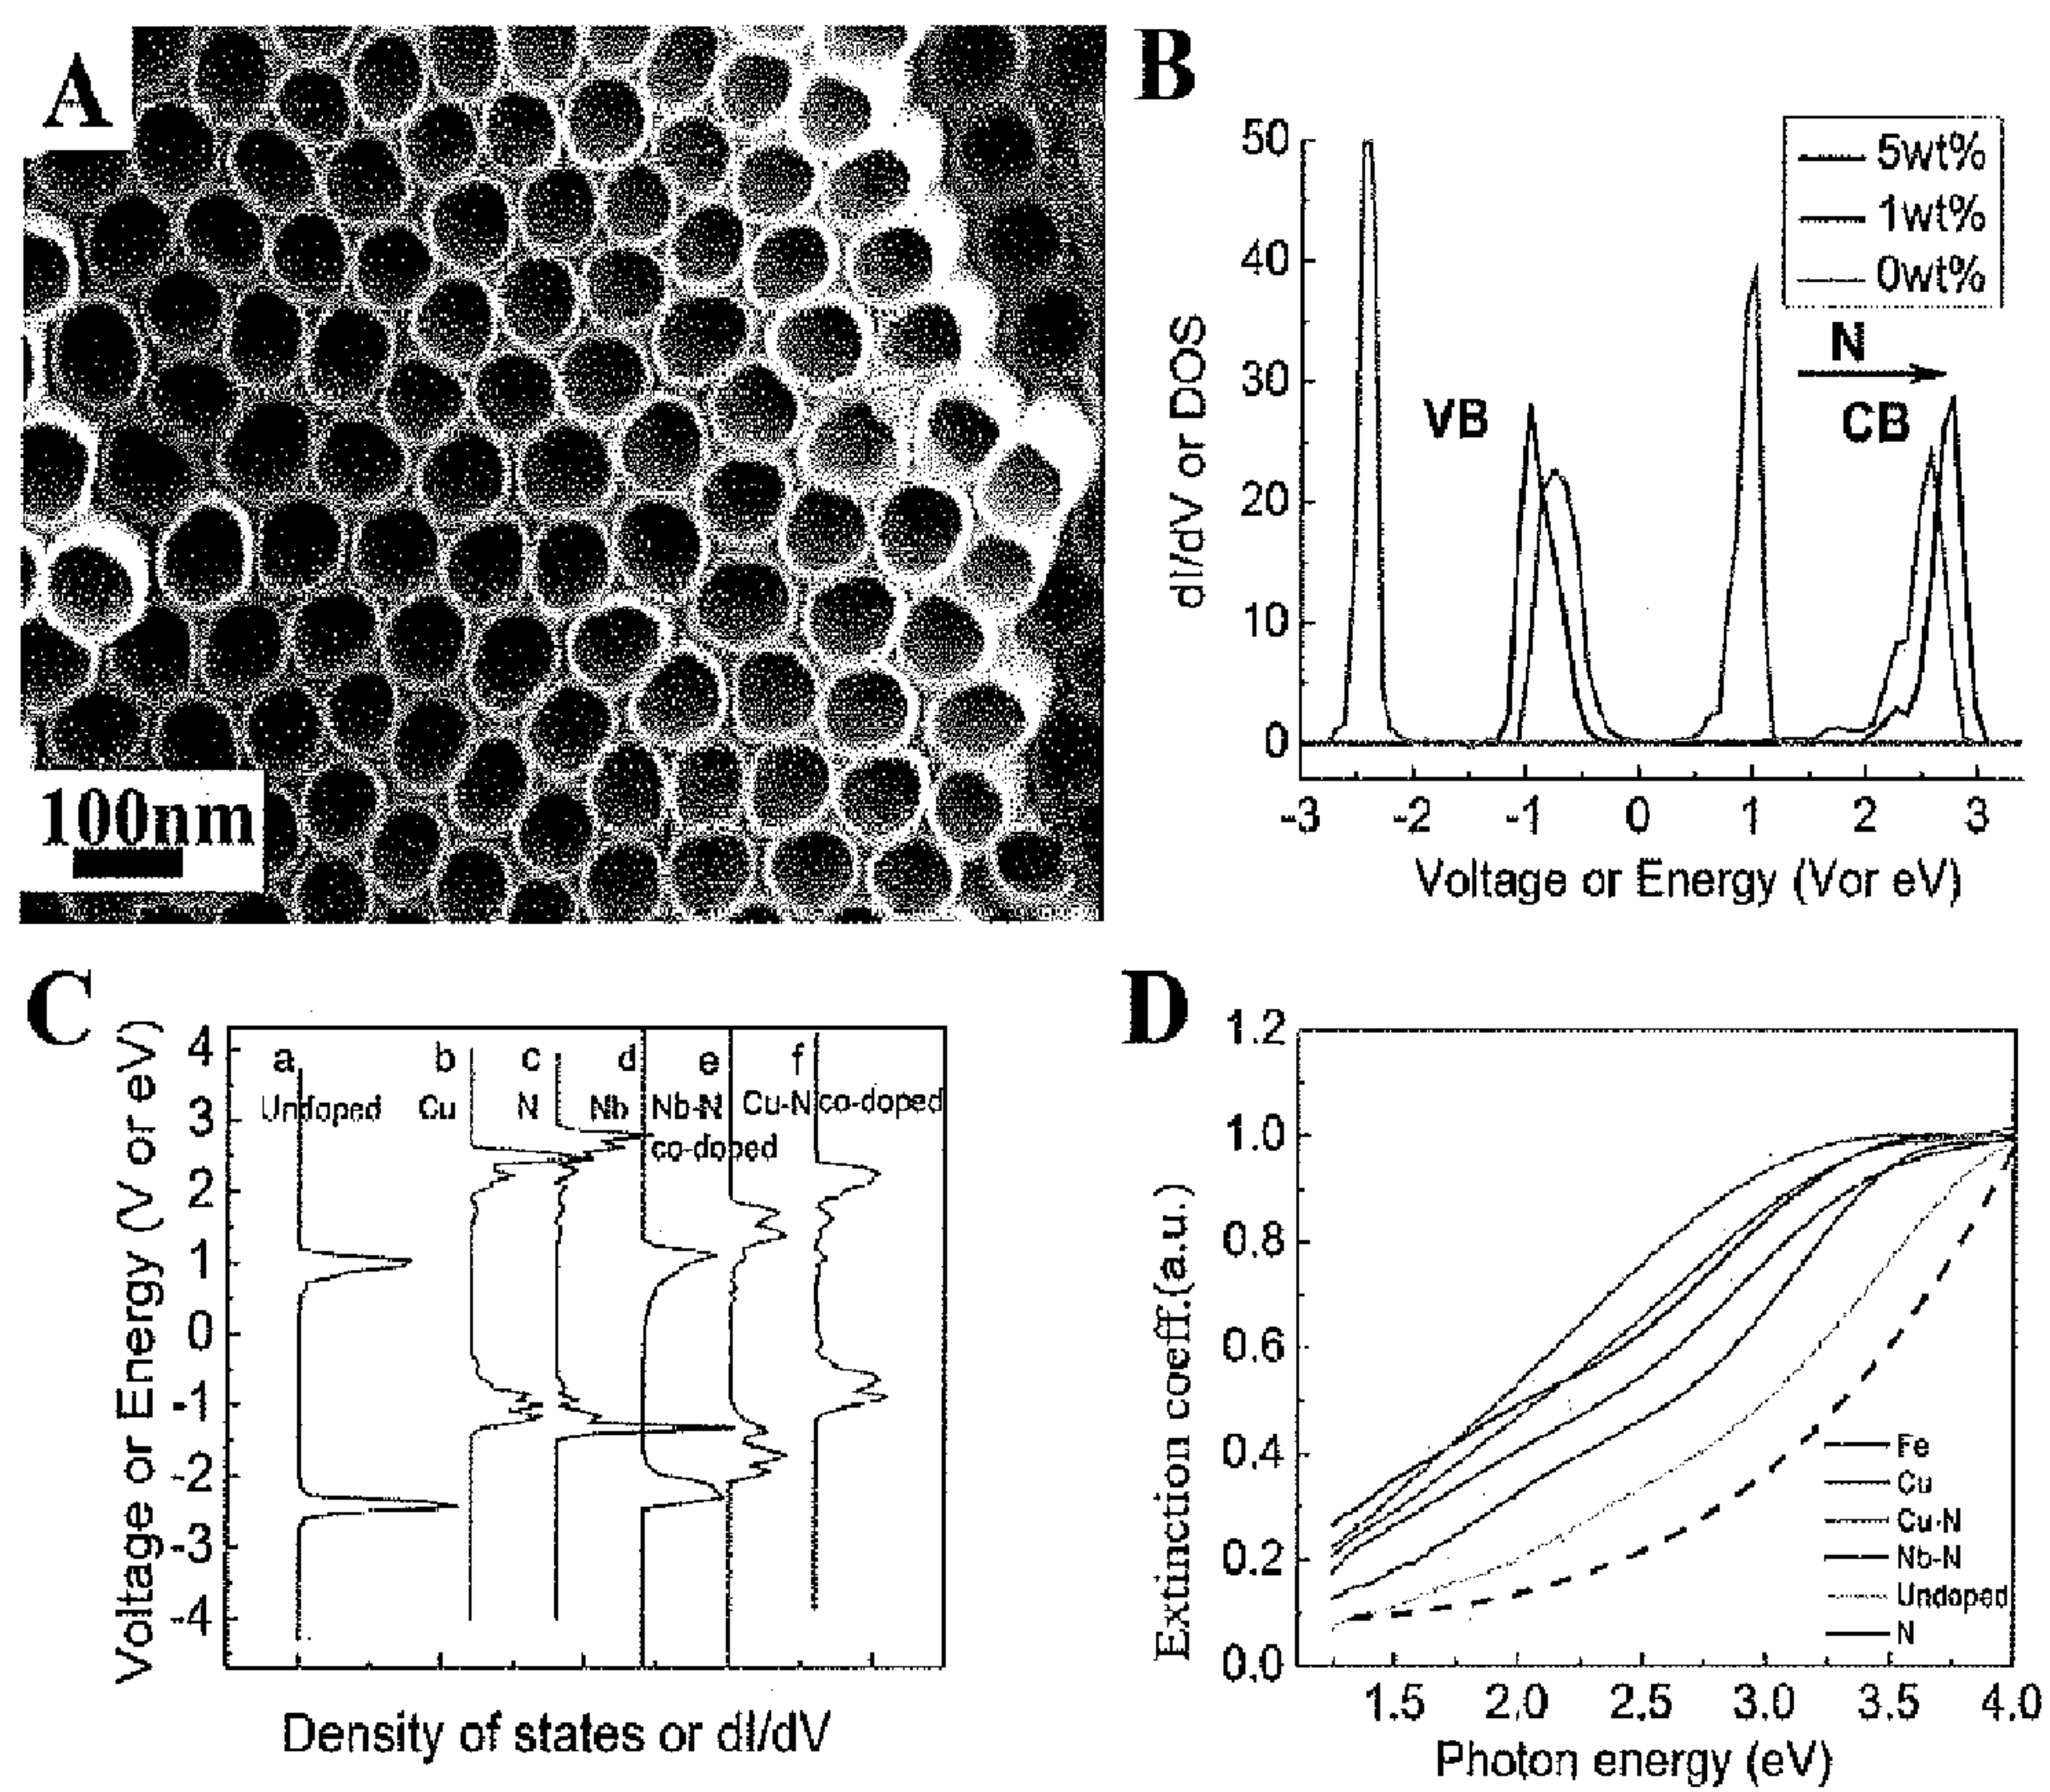 A
100nm
B
50
40
30
20
10
0
dI/dV or DOS
5wt%
1wt%
0wt%
N
VB
CB
-3 -2 -1 0 1 2 3
Voltage or Energy (Vor eV)
C
4
3
2
1
0
-1
-2
-3
-4
Voltage or Energy (V or eV)
a b c d e f
Undoped Cu N Nb Nb-N Cu-N co-doped
co-doped
Density of states or dI/dV
D
1.2
1.0
0.8
0.6
0.4
0.2
0.0
Extinction coeff.(a.u.)
Fe
Cu
Cu-N
Nb-N
Undoped
N
1.5 2.0 2.5 3.0 3.5 4.0
Photon energy (eV)